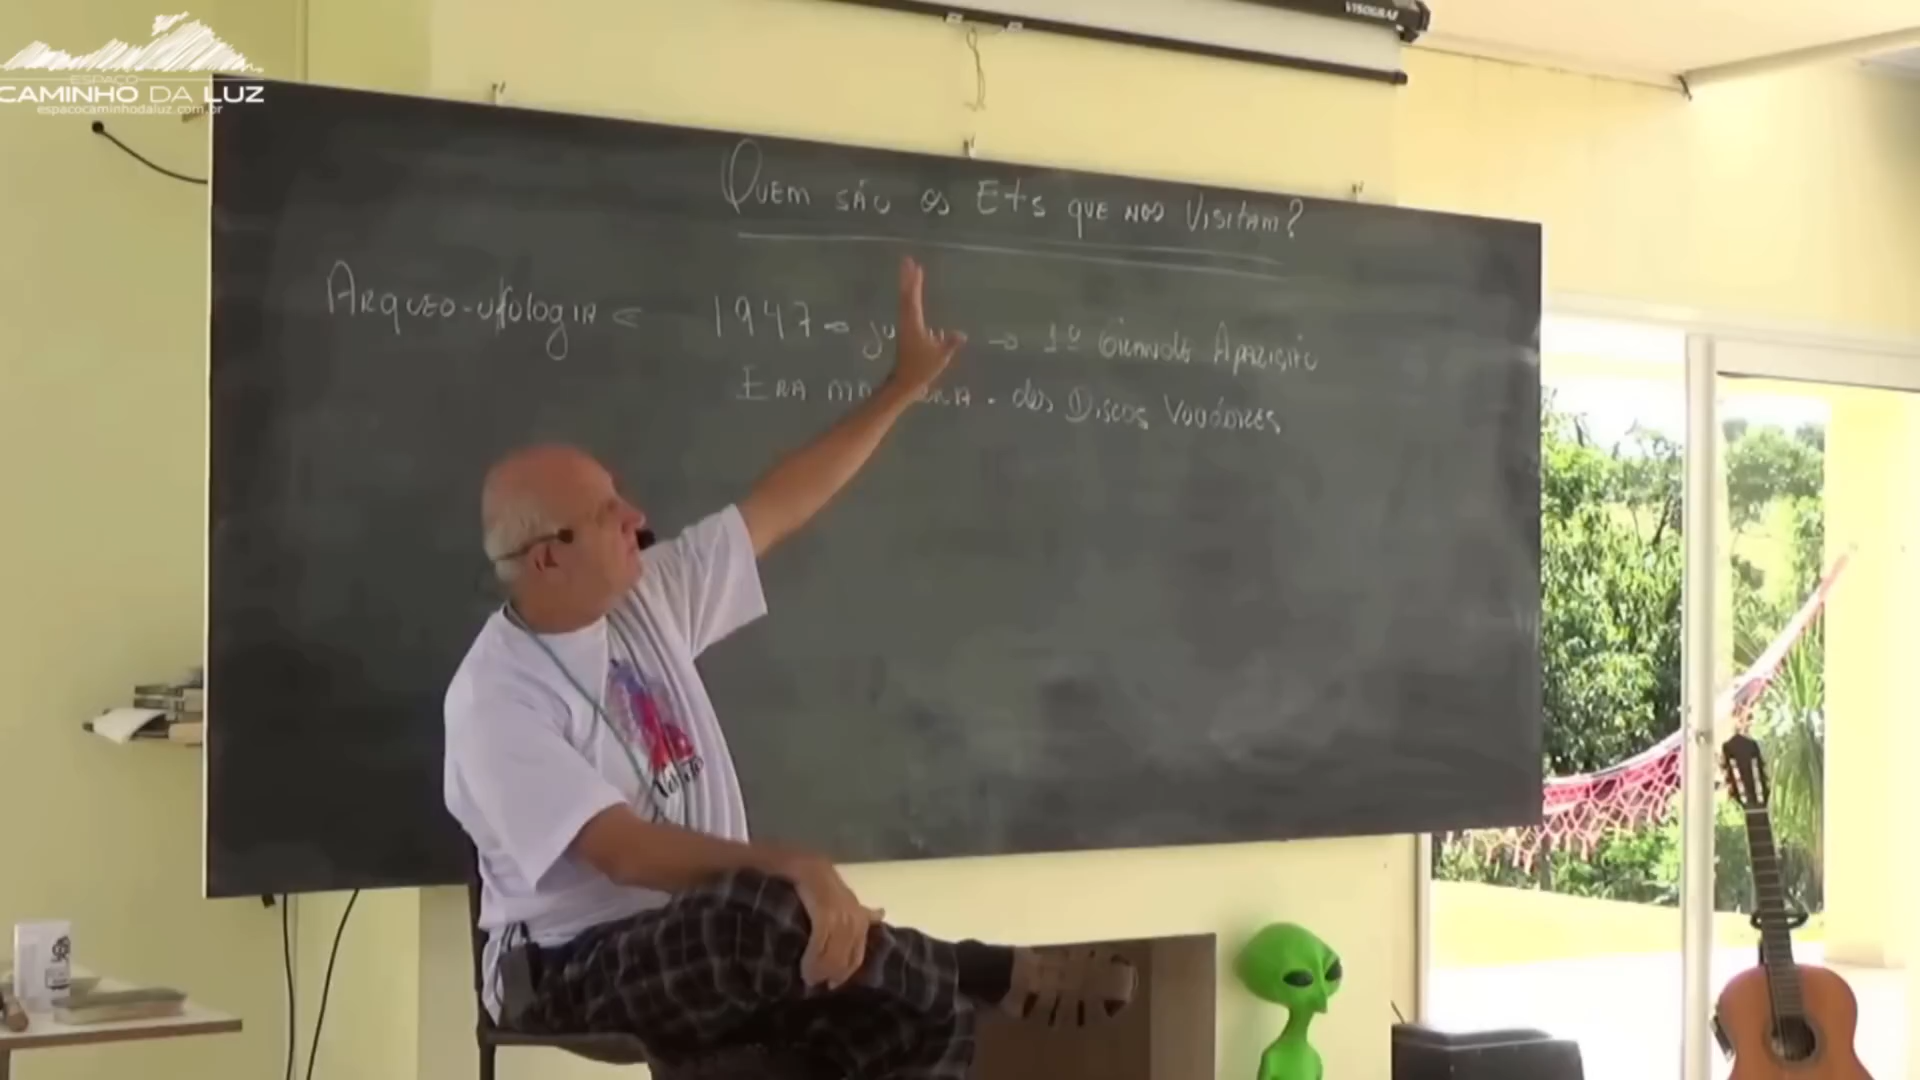 VISOGRAF
ESPAÇO
CAMINHO DA LUZ
espacocaminhodaluz.com.br
QUEM SÃO OS ETs QUE NOS VISITAM?
ARQUEO-UFOLOGIA 1947 → → 1º GRANDE APARIÇÃO
ERA DOS DISCOS VOADORES